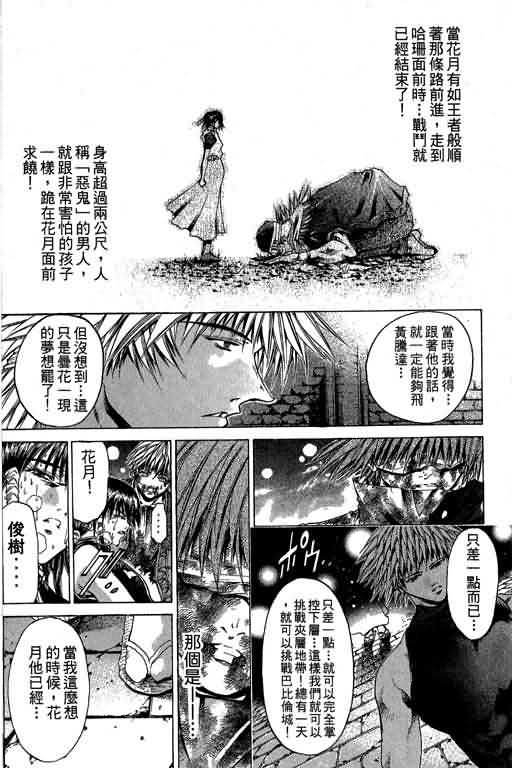 當花月有如王者般順
著那條路前進，走到
哈珊面前時…戰鬥就
已經結束了！
身高超過兩公尺，人
稱「惡鬼」的男人，
就跟非常害怕的孩子
一樣，跪在花月面前
求饒！
當時我覺得…
跟著他的話，
就一定能夠飛
黃騰達…
但沒想到…這
只是曇花一現
的夢想罷了！
只差一點而已…
只差一點…就可以完全掌
控下層…這樣我們就可以
挑戰夾層地帶！總有一天
，就可以挑戰巴比倫城！
ポウ
那個是——…
…
花月！
俊樹…
當我這麼想
的時候，花
月他已經…